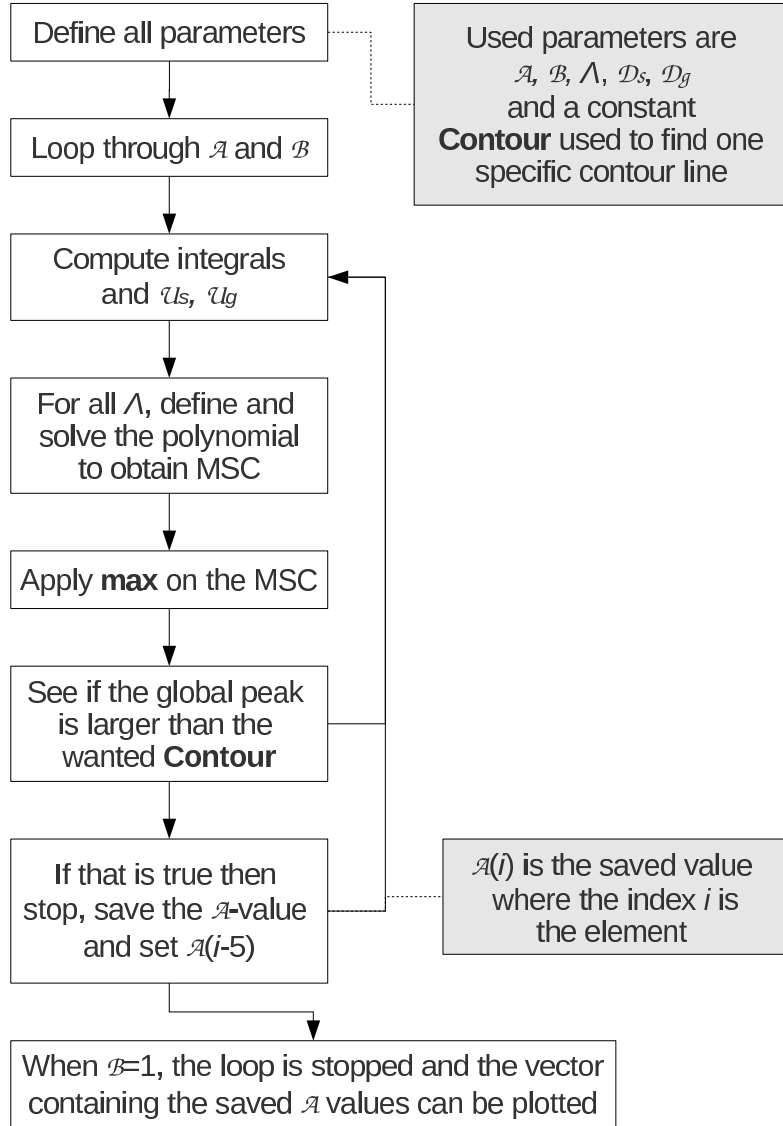 Define all parameters
Used parameters are
𝒜, ℬ, Λ, 𝒟s, 𝒟g
and a constant
Contour used to find one
specific contour line
Loop through 𝒜 and ℬ
Compute integrals
and 𝒰s, 𝒰g
For all Λ, define and
solve the polynomial
to obtain MSC
Apply max on the MSC
See if the global peak
is larger than the
wanted Contour
If that is true then
stop, save the 𝒜-value
and set 𝒜(i-5)
𝒜(i) is the saved value
where the index i is
the element
When ℬ=1, the loop is stopped and the vector
containing the saved 𝒜 values can be plotted